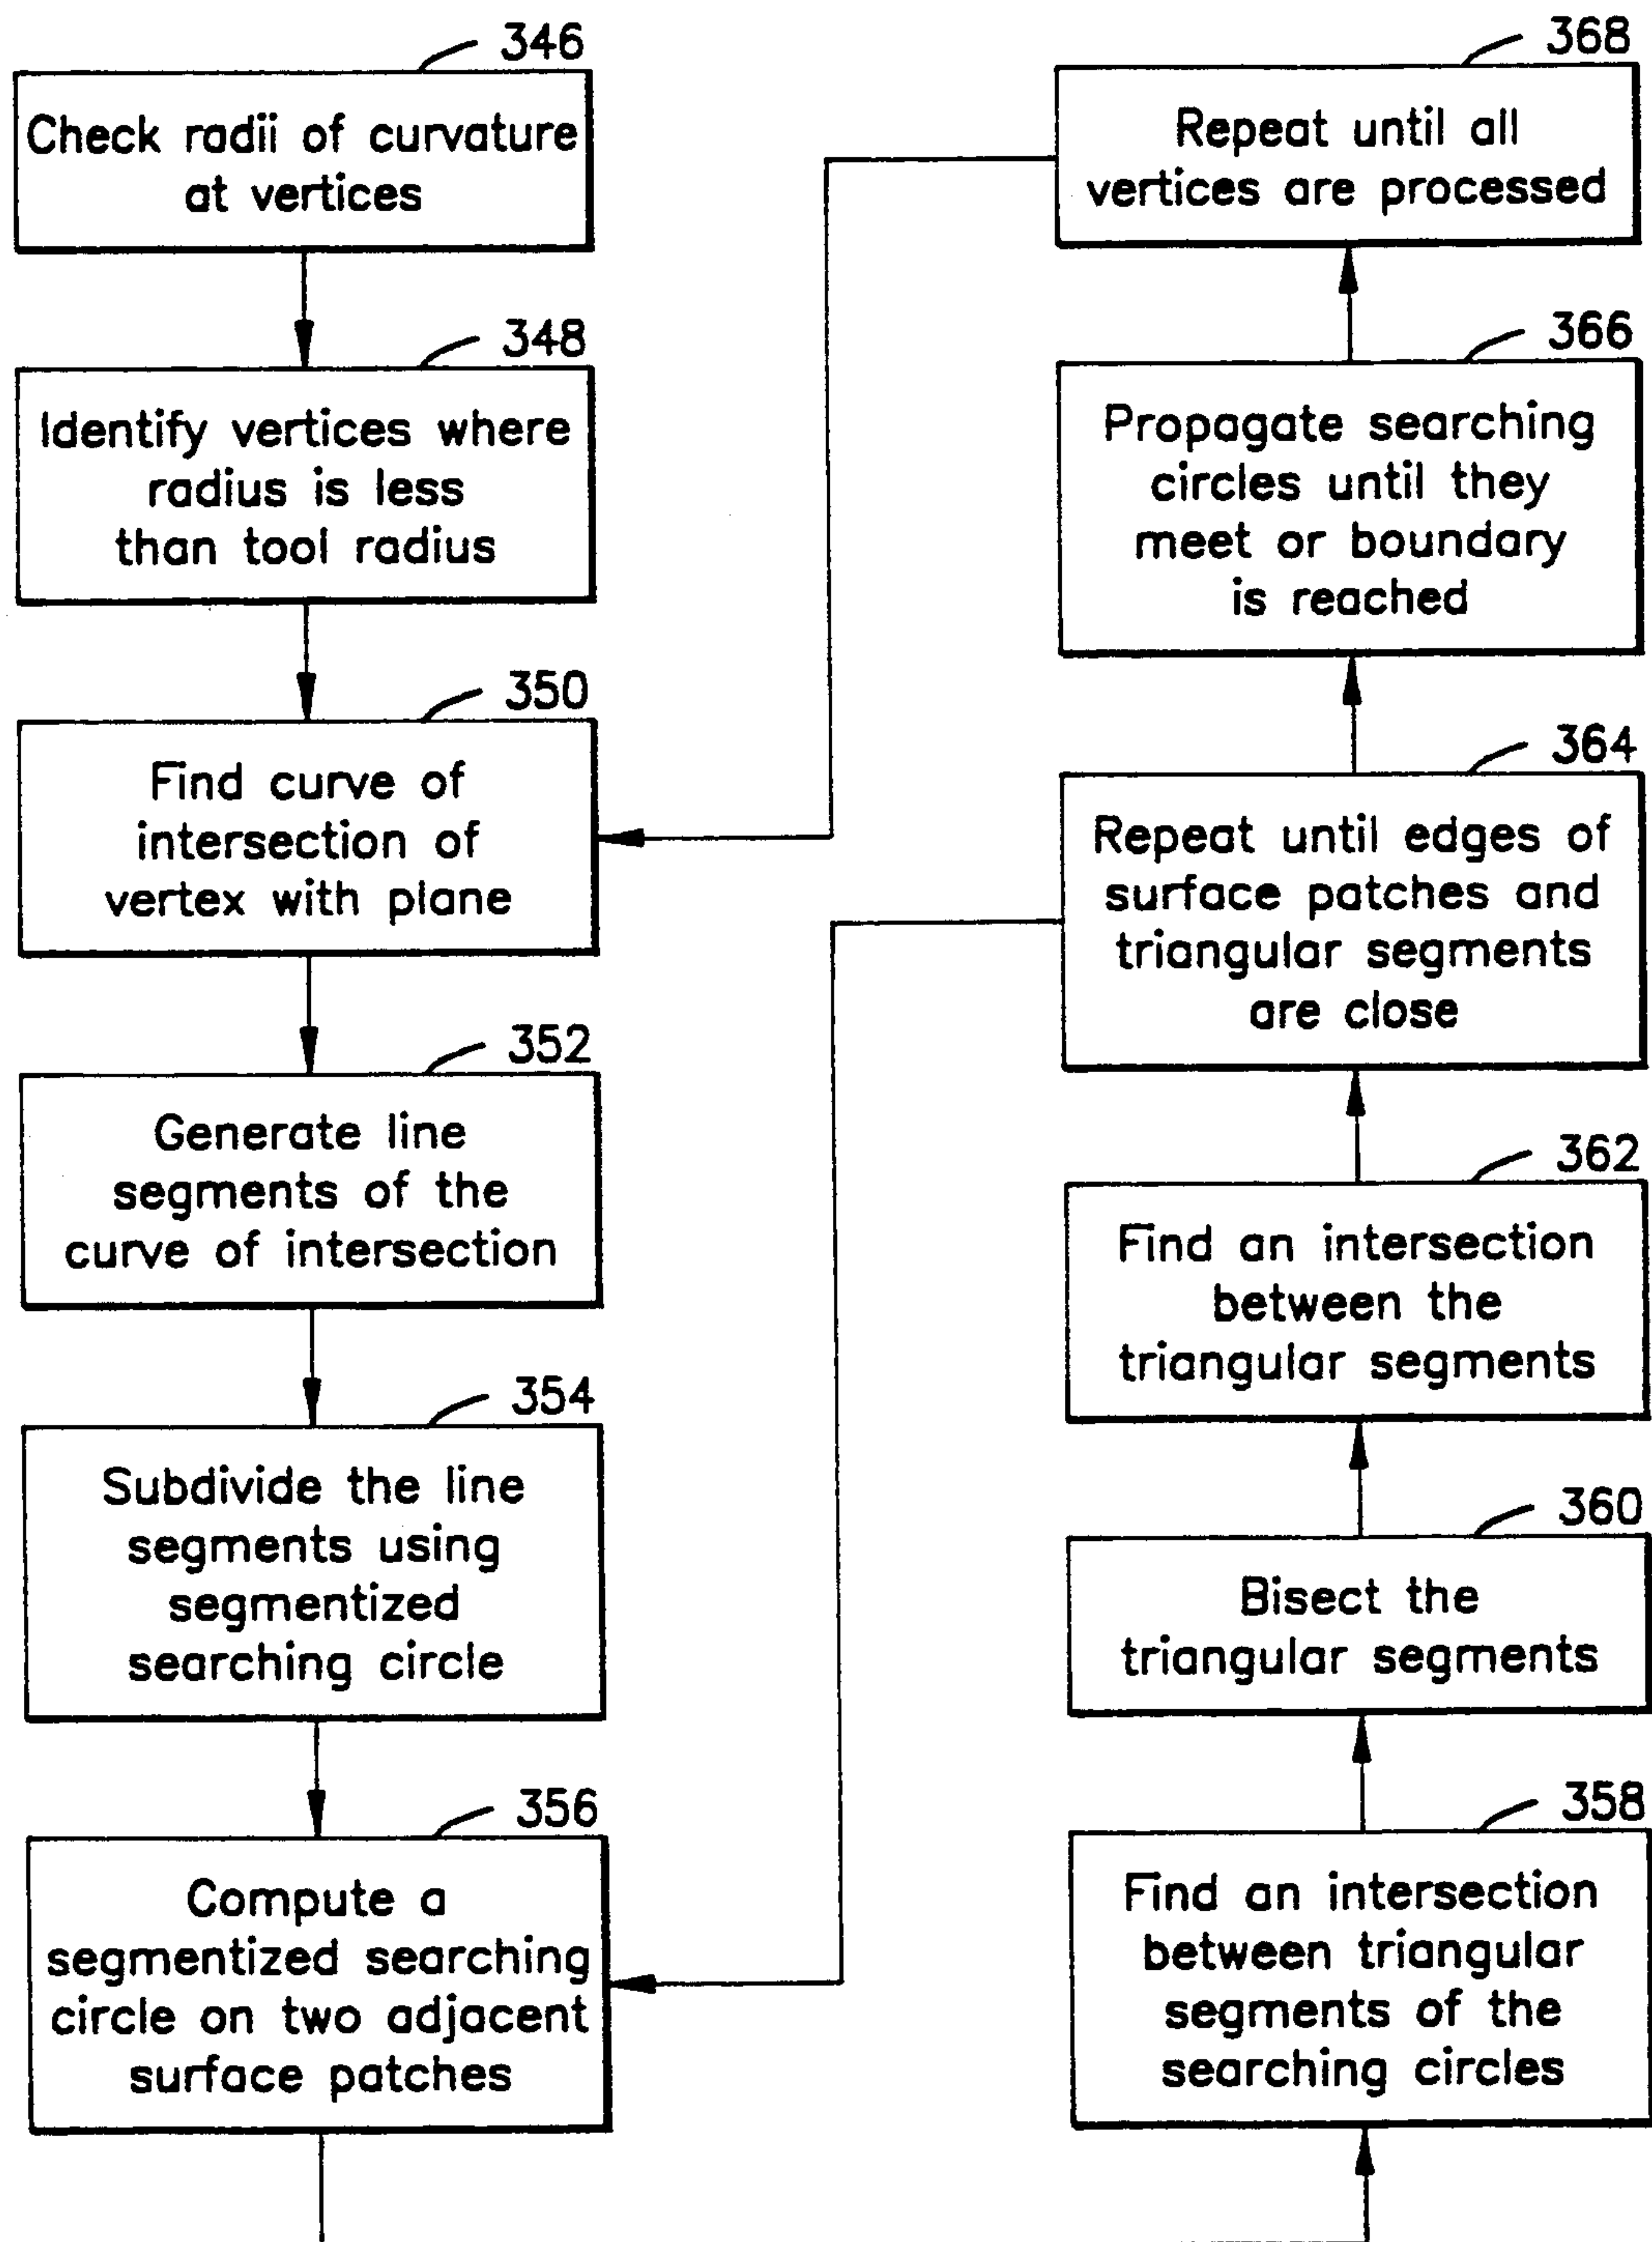 346
Check radii of curvature
at vertices
348
Identify vertices where
radius is less
than tool radius
350
Find curve of
intersection of
vertex with plane
352
Generate line
segments of the
curve of intersection
354
Subdivide the line
segments using
segmentized
searching circle
356
Compute a
segmentized searching
circle on two adjacent
surface patches
368
Repeat until all
vertices are processed
366
Propagate searching
circles until they
meet or boundary
is reached
364
Repeat until edges of
surface patches and
triangular segments
are close
362
Find an intersection
between the
triangular segments
360
Bisect the
triangular segments
358
Find an intersection
between triangular
segments of the
searching circles